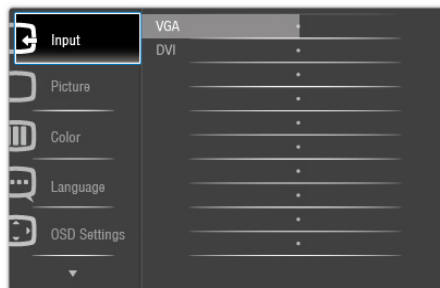 Input
VGA
DVI
Picture
Color
Language
OSD Settings